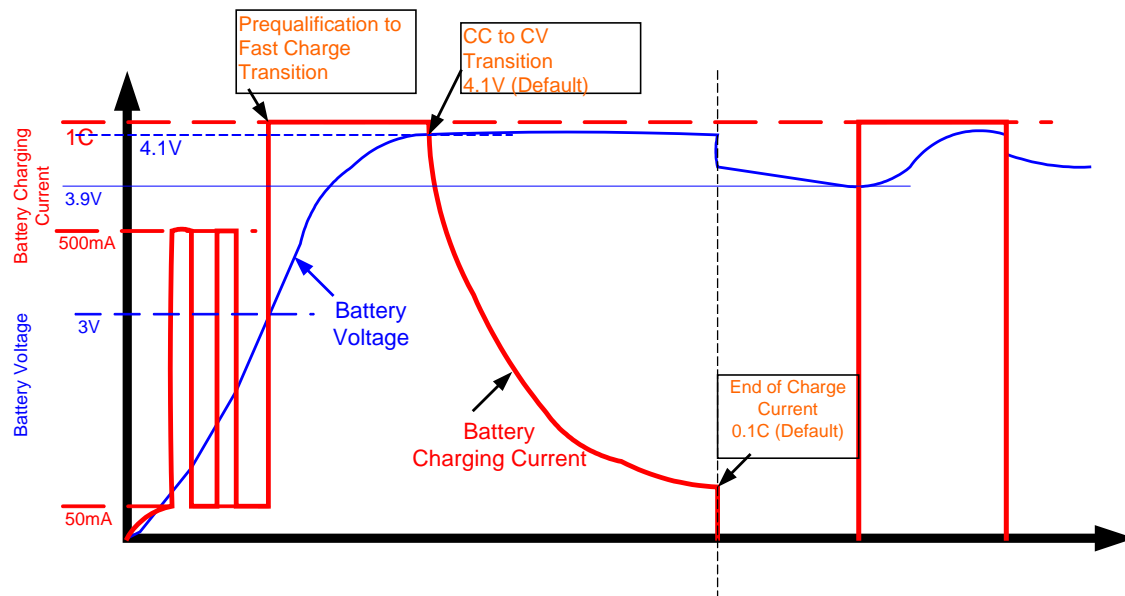 Prequalification to
Fast Charge
Transition
CC to CV
Transition
4.1V (Default)
1C
4.1V
3.9V
500mA
3V
50mA
Battery Charging
Current
Battery Voltage
Battery
Voltage
Battery
Charging Current
End of Charge
Current
0.1C (Default)